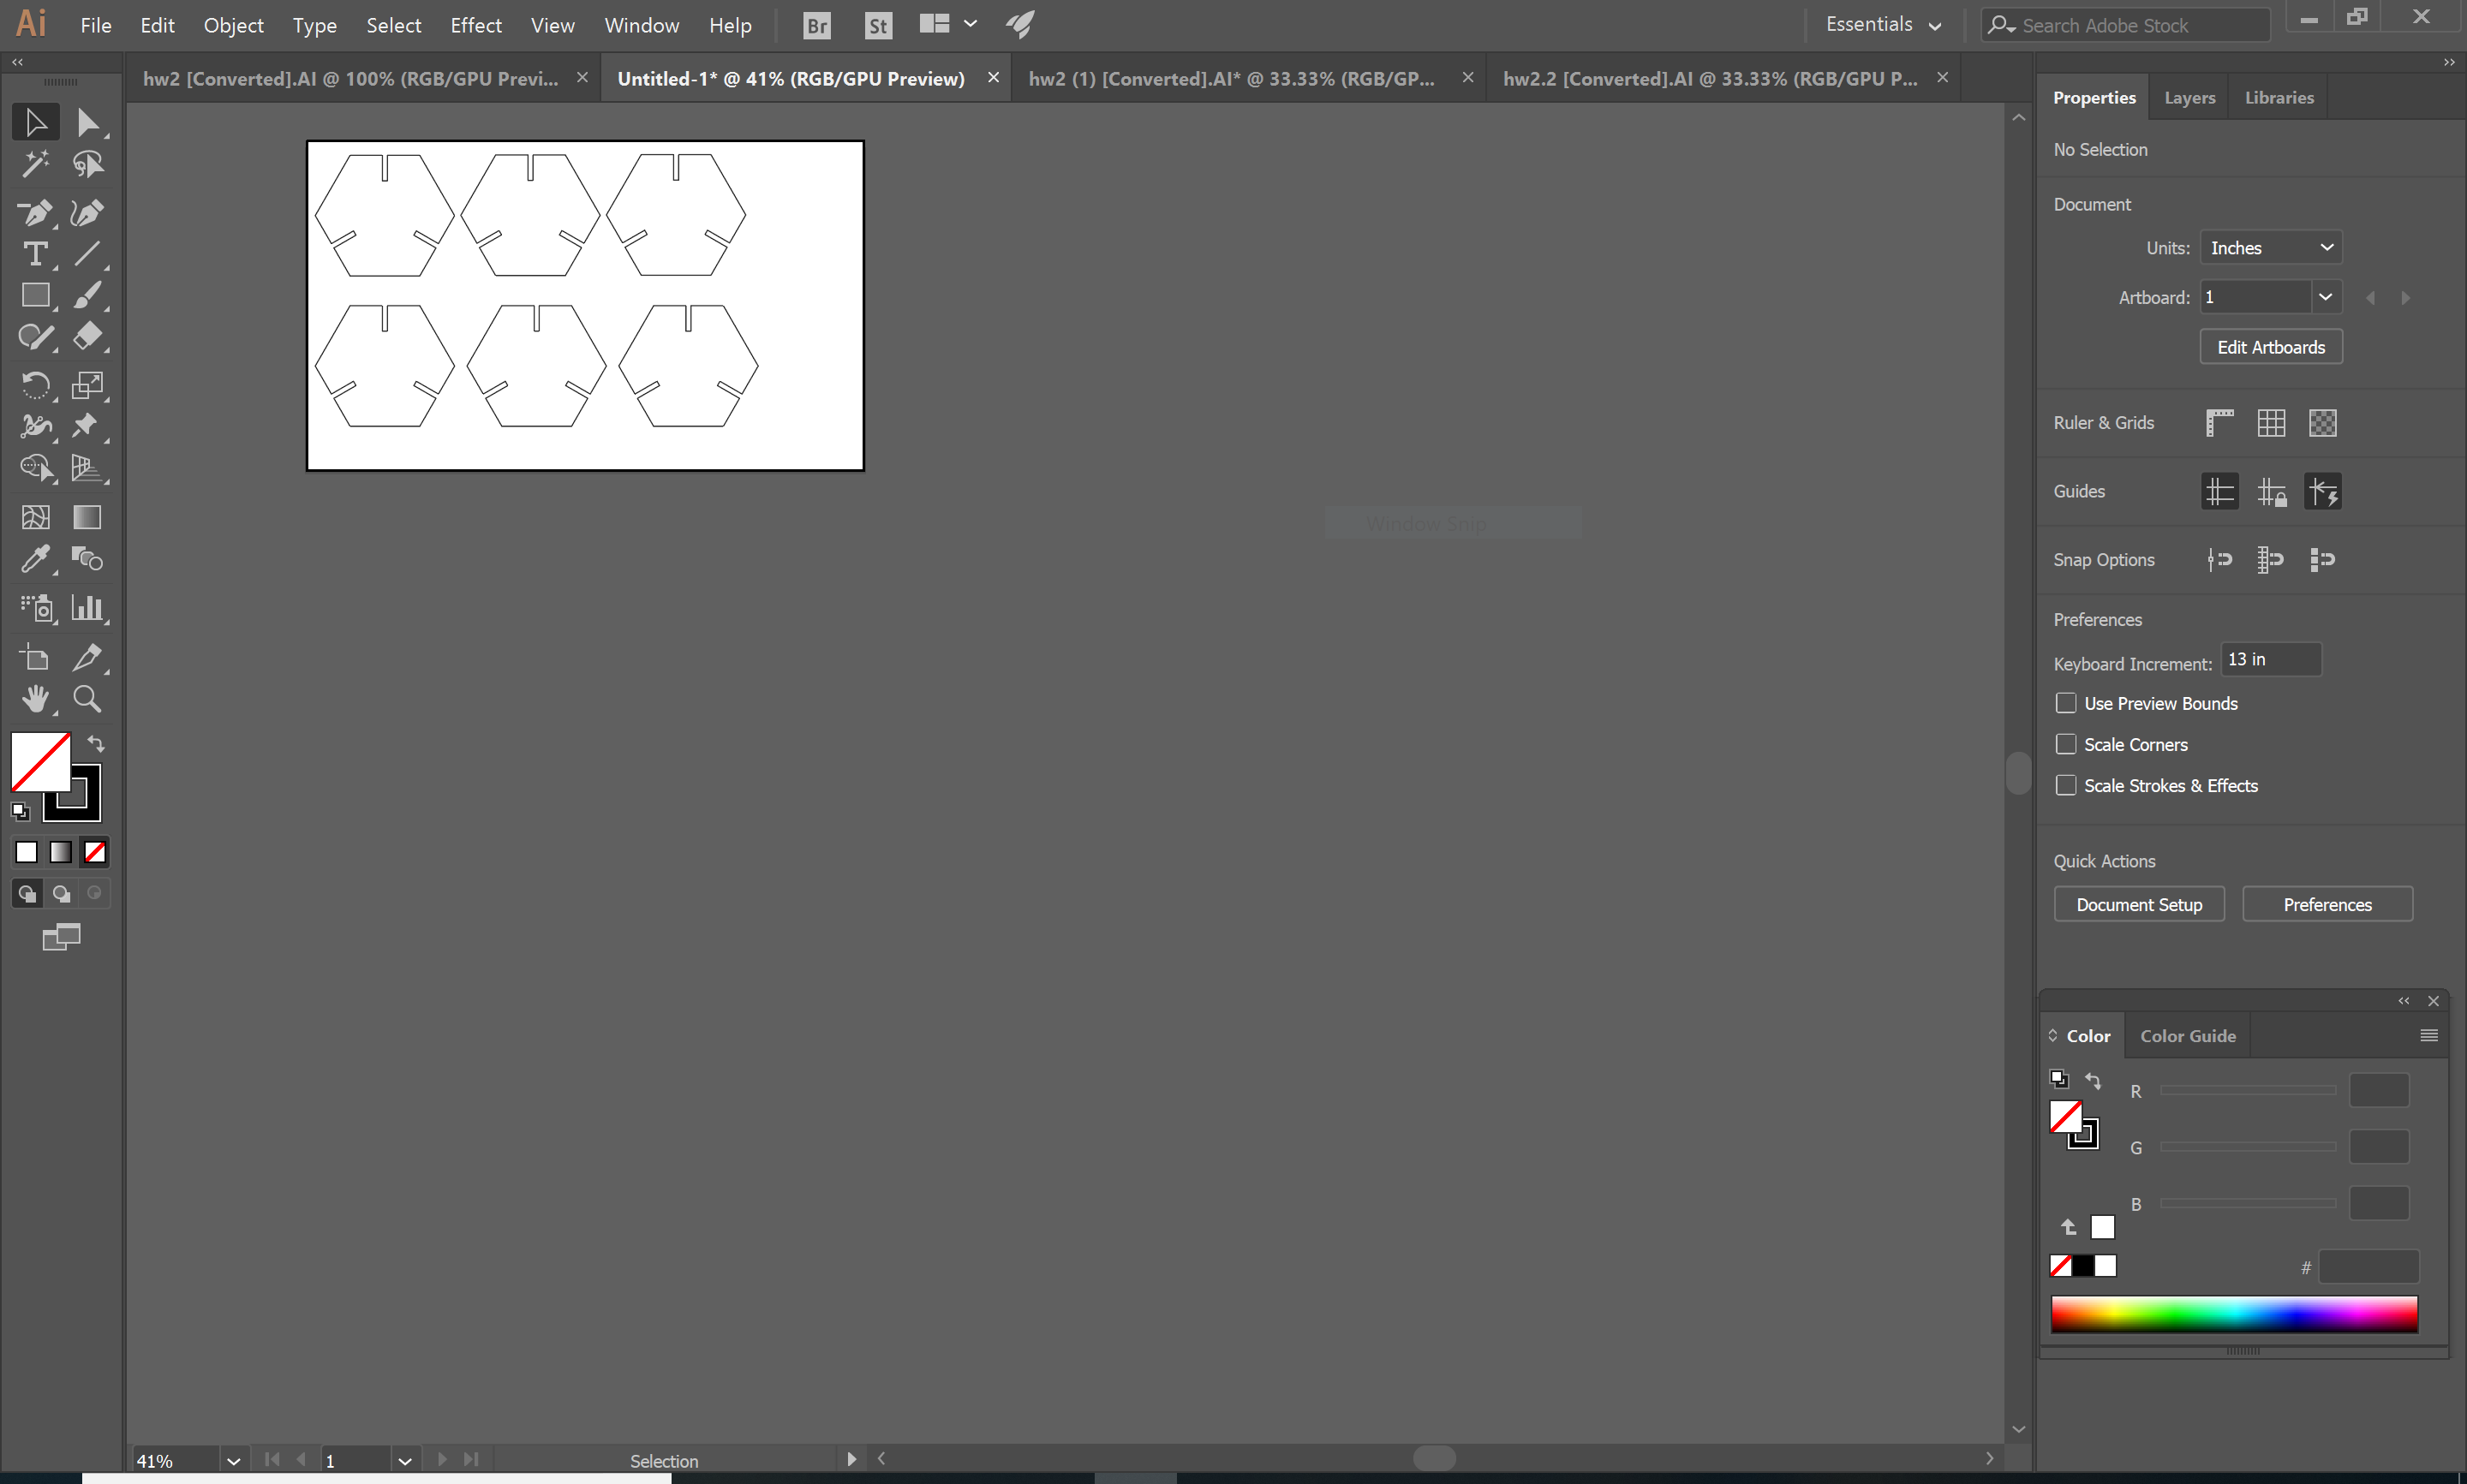 Ai File Edit Object Type Select Effect View Window Help Br St Essentials Search Adobe Stock
hw2 [Converted].AI @ 100% (RGB/GPU Previ... Untitled-1* @ 41% (RGB/GPU Preview) hw2 (1) [Converted].AI* @ 33.33% (RGB/GP... hw2.2 [Converted].AI @ 33.33% (RGB/GPU P...
Properties Layers Libraries
No Selection
Document
Units: Inches
Artboard: 1
Edit Artboards
Ruler & Grids
Guides
Window Snip
Snap Options
Preferences
Keyboard Increment: 13 in
Use Preview Bounds
Scale Corners
Scale Strokes & Effects
Quick Actions
Document Setup Preferences
Color Color Guide
R
G
B
#
41% 1 Selection